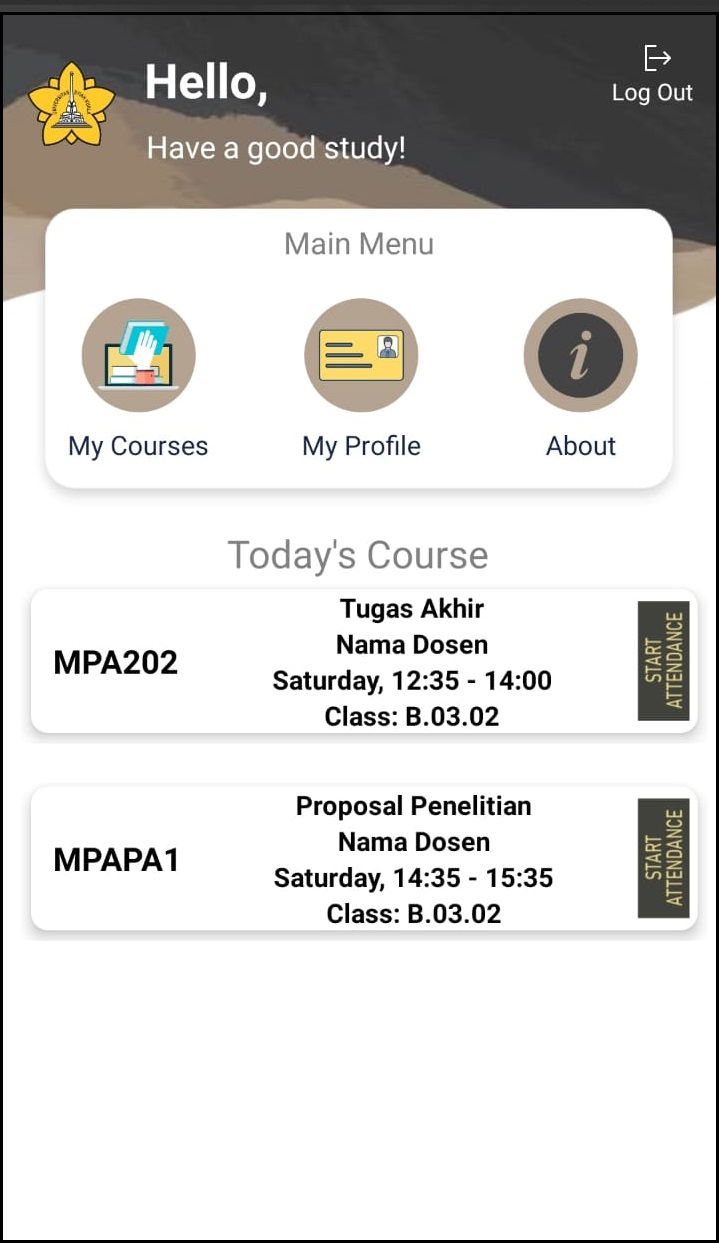 Hello,
Have a good study!
Log Out
Main Menu
My Courses
My Profile
About
Today's Course
MPA202
Tugas Akhir
Nama Dosen
Saturday, 12:35 - 14:00
Class: B.03.02
START
ATTENDANCE
MPAPA1
Proposal Penelitian
Nama Dosen
Saturday, 14:35 - 15:35
Class: B.03.02
START
ATTENDANCE